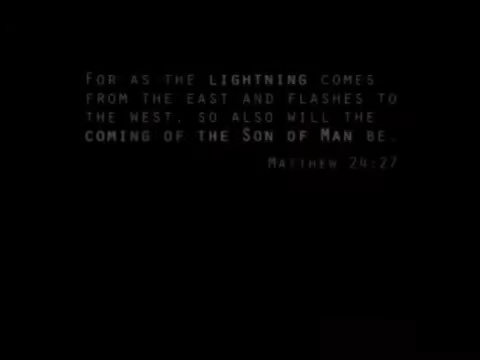 For as the lightning comes
from the east and flashes to
the west, so also will the
coming of the Son of Man be.
Matthew 24:27